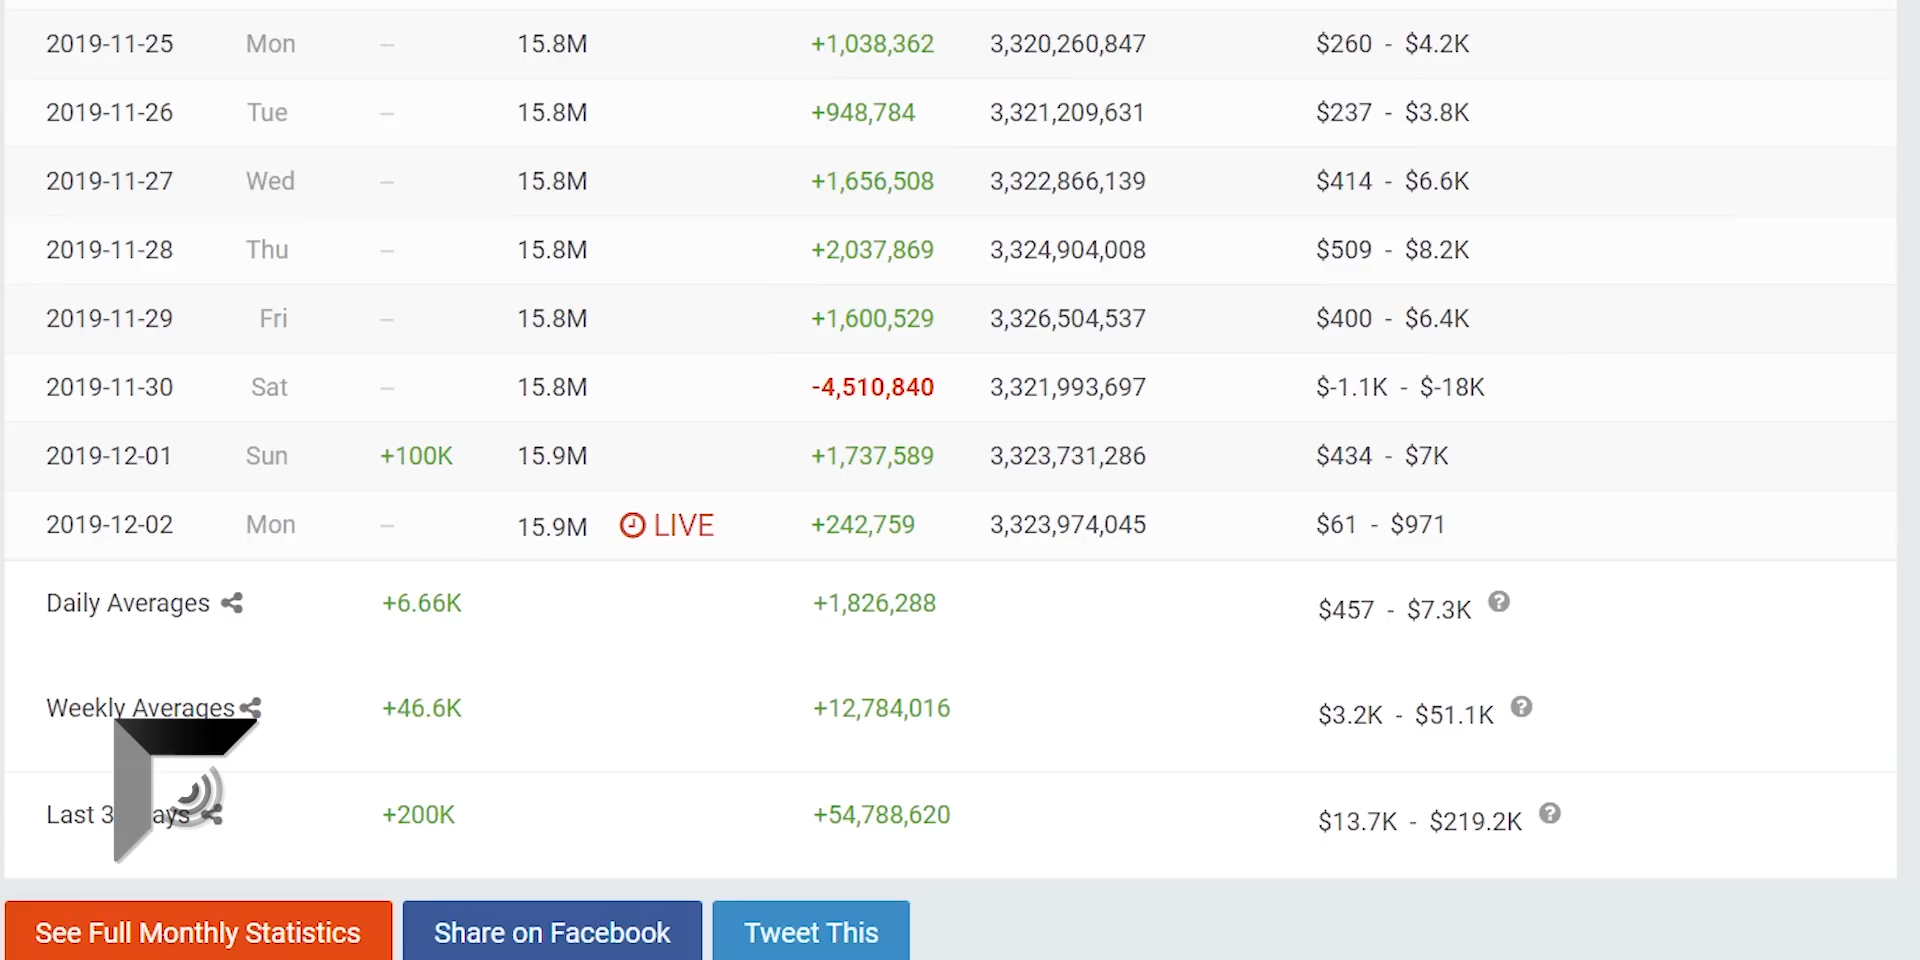 2019-11-25 Mon – 15.8M +1,038,362 3,320,260,847 $260 - $4.2K
2019-11-26 Tue – 15.8M +948,784 3,321,209,631 $237 - $3.8K
2019-11-27 Wed – 15.8M +1,656,508 3,322,866,139 $414 - $6.6K
2019-11-28 Thu – 15.8M +2,037,869 3,324,904,008 $509 - $8.2K
2019-11-29 Fri – 15.8M +1,600,529 3,326,504,537 $400 - $6.4K
2019-11-30 Sat – 15.8M -4,510,840 3,321,993,697 $-1.1K - $-18K
2019-12-01 Sun +100K 15.9M +1,737,589 3,323,731,286 $434 - $7K
2019-12-02 Mon – 15.9M LIVE +242,759 3,323,974,045 $61 - $971
Daily Averages +6.66K +1,826,288 $457 - $7.3K
Weekly Averages +46.6K +12,784,016 $3.2K - $51.1K
Last +200K +54,788,620 $13.7K - $219.2K
See Full Monthly Statistics Share on Facebook Tweet This